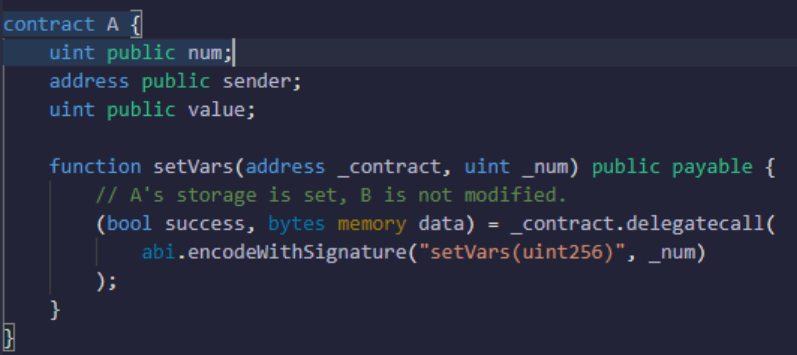 contract A {
uint public num;
address public sender;
uint public value;
function setVars(address _contract, uint _num) public payable {
// A's storage is set, B is not modified.
(bool success, bytes memory data) = _contract.delegatecall(
abi.encodeWithSignature("setVars(uint256)", _num)
);
}
}